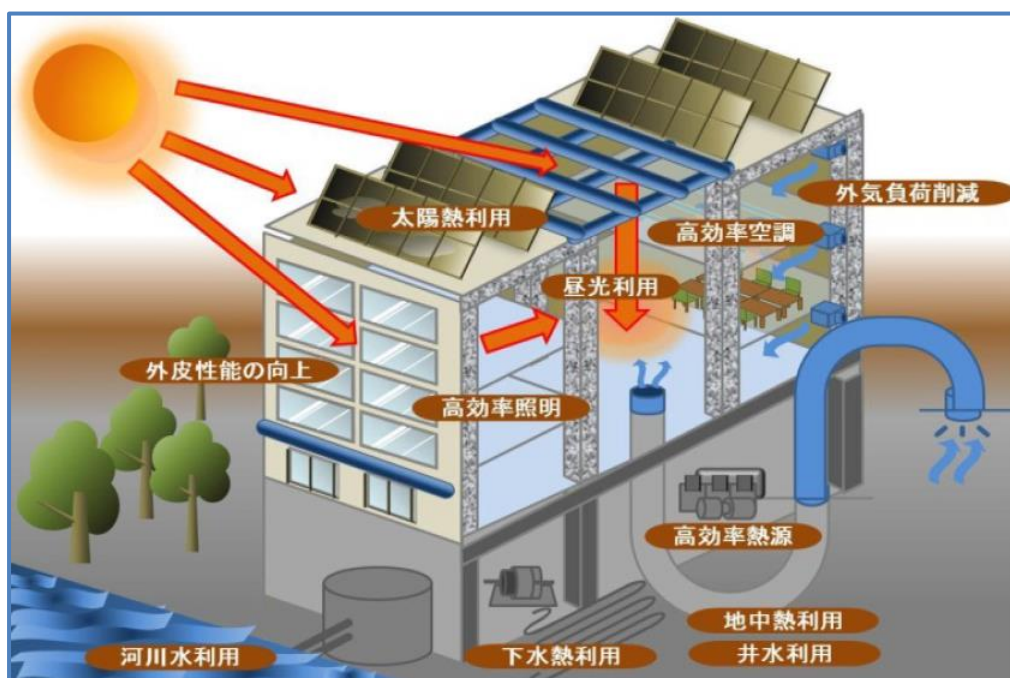 太陽熱利用
外気負荷削減
高効率空調
昼光利用
外皮性能の向上
高効率照明
高効率熱源
地中熱利用
河川水利用
下水熱利用
井水利用